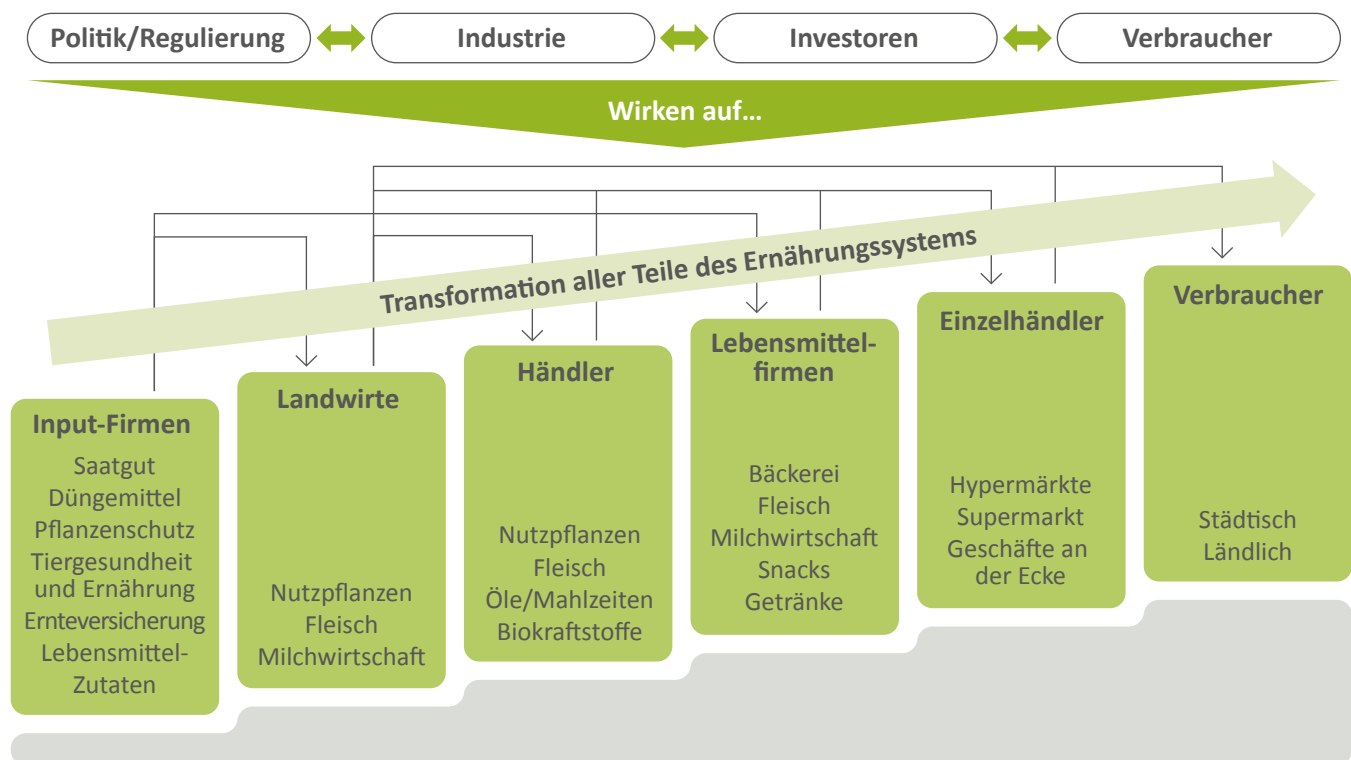 Politik/Regulierung
Industrie
Investoren
Verbraucher
Wirken auf...
Transformation aller Teile des Ernährungssystems
Input-Firmen
Saatgut
Düngemittel
Pflanzenschutz
Tiergesundheit
und Ernährung
Ernteversicherung
Lebensmittel-
Zutaten
Landwirte
Nutzpflanzen
Fleisch
Milchwirtschaft
Händler
Nutzpflanzen
Fleisch
Öle/Mahlzeiten
Biokraftstoffe
Lebensmittel-
firmen
Bäckerei
Fleisch
Milchwirtschaft
Snacks
Getränke
Einzelhändler
Hypermärkte
Supermarkt
Geschäfte an
der Ecke
Verbraucher
Städtisch
Ländlich